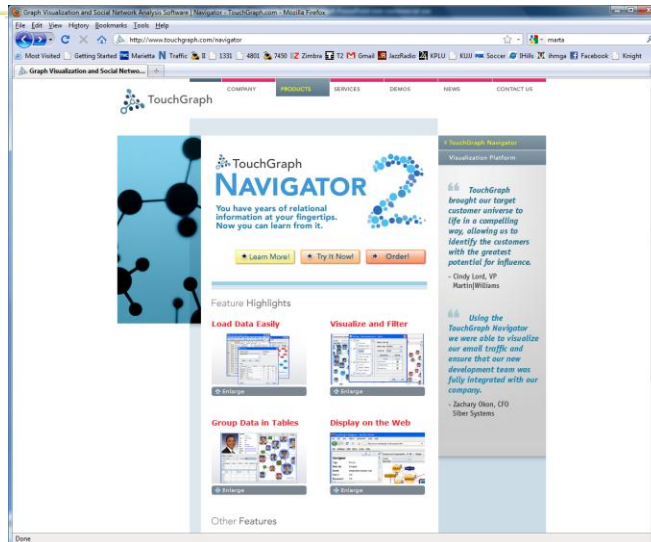 Graph Visualization and Social Network Analysis Software | Navigator - TouchGraph.com - Mozilla Firefox
File Edit View History Bookmarks Tools Help
http://www.touchgraph.com/navigator
marta
Most Visited Getting Started Marietta Traffic II 1331 4801 7450 Zimbra T2 Gmail JazzRadio KPLU KUJJ Soccer IHills ihmga Facebook Knight
Graph Visualization and Social Netwo...
TouchGraph
COMPANY PRODUCTS SERVICES DEMOS NEWS CONTACT US
TouchGraph
NAVIGATOR 2
You have years of relational
information at your fingertips.
Now you can learn from it.
Learn More! Try It Now! Order!
Feature Highlights
Load Data Easily Visualize and Filter
Enlarge Enlarge
Group Data in Tables Display on the Web
Enlarge Enlarge
Other Features
TouchGraph Navigator
Visualization Platform
“ TouchGraph
brought our target
customer universe to
life in a compelling
way, allowing us to
identify the customers
with the greatest
potential for influence.
- Cindy Lord, VP
Martin|Williams
“ Using the
TouchGraph Navigator
we were able to visualize
our email traffic and
ensure that our new
development team was
fully integrated with our
company.
- Zachary Okon, CFO
Siber Systems
Done